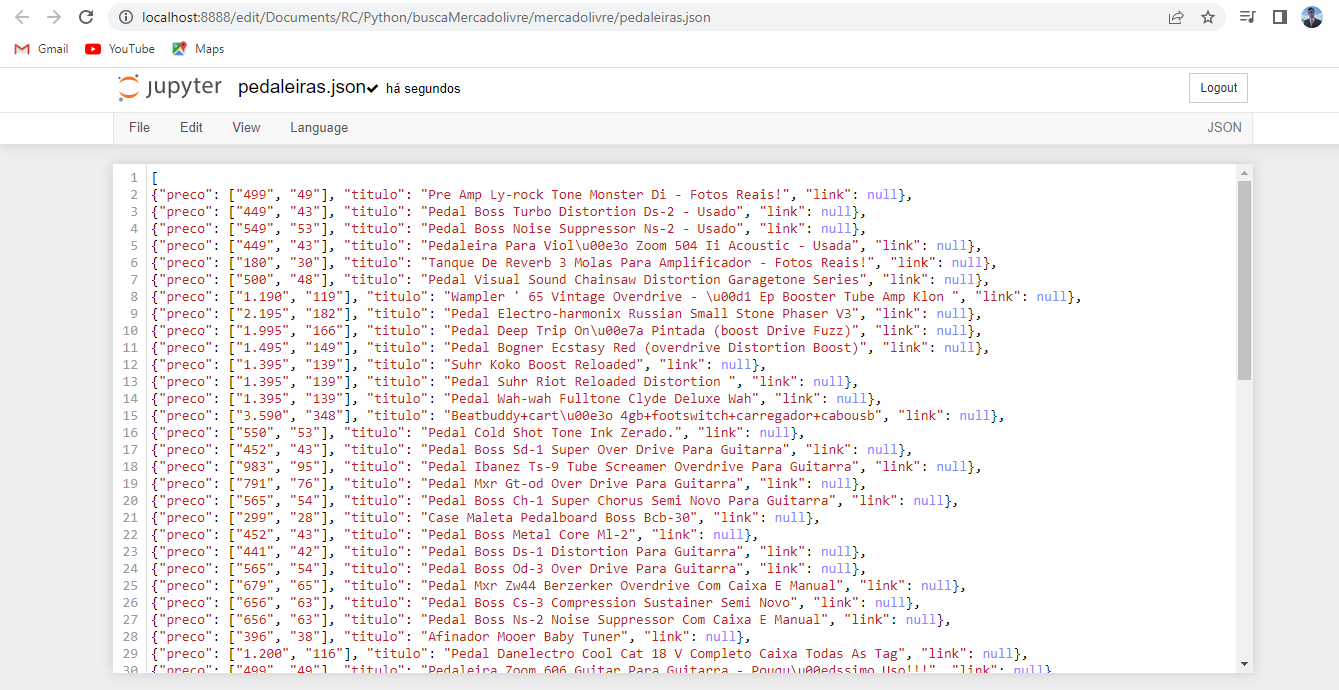 localhost:8888/edit/Documents/RC/Python/buscaMercadolivre/mercadolivre/pedaleiras.json
Gmail YouTube Maps
jupyter pedaleiras.json há segundos Logout
File Edit View Language JSON
1 [
2 {"preco": ["499", "49"], "titulo": "Pre Amp Ly-rock Tone Monster Di - Fotos Reais!", "link": null},
3 {"preco": ["449", "43"], "titulo": "Pedal Boss Turbo Distortion Ds-2 - Usado", "link": null},
4 {"preco": ["549", "53"], "titulo": "Pedal Boss Noise Suppressor Ns-2 - Usado", "link": null},
5 {"preco": ["449", "43"], "titulo": "Pedaleira Para Viol\u00e3o Zoom 504 Ii Acoustic - Usada", "link": null},
6 {"preco": ["180", "30"], "titulo": "Tanque De Reverb 3 Molas Para Amplificador - Fotos Reais!", "link": null},
7 {"preco": ["500", "48"], "titulo": "Pedal Visual Sound Chainsaw Distortion Garagetone Series", "link": null},
8 {"preco": ["1.190", "119"], "titulo": "Wampler ' 65 Vintage Overdrive - \u00d1 Ep Booster Tube Amp Klon ", "link": null},
9 {"preco": ["2.195", "182"], "titulo": "Pedal Electro-harmonix Russian Small Stone Phaser V3", "link": null},
10 {"preco": ["1.995", "166"], "titulo": "Pedal Deep Trip On\u00e7a Pintada (boost Drive Fuzz)", "link": null},
11 {"preco": ["1.495", "149"], "titulo": "Pedal Bogner Ecstasy Red (overdrive Distortion Boost)", "link": null},
12 {"preco": ["1.395", "139"], "titulo": "Suhr Koko Boost Reloaded", "link": null},
13 {"preco": ["1.395", "139"], "titulo": "Pedal Suhr Riot Reloaded Distortion ", "link": null},
14 {"preco": ["1.395", "139"], "titulo": "Pedal Wah-wah Fulltone Clyde Deluxe Wah", "link": null},
15 {"preco": ["3.590", "348"], "titulo": "Beatbuddy+cart\u00e3o 4gb+footswitch+carregador+cabousb", "link": null},
16 {"preco": ["550", "53"], "titulo": "Pedal Cold Shot Tone Ink Zerado.", "link": null},
17 {"preco": ["452", "43"], "titulo": "Pedal Boss Sd-1 Super Over Drive Para Guitarra", "link": null},
18 {"preco": ["983", "95"], "titulo": "Pedal Ibanez Ts-9 Tube Screamer Overdrive Para Guitarra", "link": null},
19 {"preco": ["791", "76"], "titulo": "Pedal Mxr Gt-od Over Drive Para Guitarra", "link": null},
20 {"preco": ["565", "54"], "titulo": "Pedal Boss Ch-1 Super Chorus Semi Novo Para Guitarra", "link": null},
21 {"preco": ["299", "28"], "titulo": "Case Maleta Pedalboard Boss Bcb-30", "link": null},
22 {"preco": ["452", "43"], "titulo": "Pedal Boss Metal Core Ml-2", "link": null},
23 {"preco": ["441", "42"], "titulo": "Pedal Boss Ds-1 Distortion Para Guitarra", "link": null},
24 {"preco": ["565", "54"], "titulo": "Pedal Boss Od-3 Over Drive Para Guitarra", "link": null},
25 {"preco": ["679", "65"], "titulo": "Pedal Mxr Zw44 Berzerker Overdrive Com Caixa E Manual", "link": null},
26 {"preco": ["656", "63"], "titulo": "Pedal Boss Cs-3 Compression Sustainer Semi Novo", "link": null},
27 {"preco": ["656", "63"], "titulo": "Pedal Boss Ns-2 Noise Suppressor Com Caixa E Manual", "link": null},
28 {"preco": ["396", "38"], "titulo": "Afinador Mooer Baby Tuner", "link": null},
29 {"preco": ["1.200", "116"], "titulo": "Pedal Danelectro Cool Cat 18 V Completo Caixa Todas As Tag", "link": null},
30 {"preco": ["499", "49"], "titulo": "Pedaleira Zoom 606 Guitar Para Guitarra - Pouqu\u00edssimo Uso!!!", "link": null}